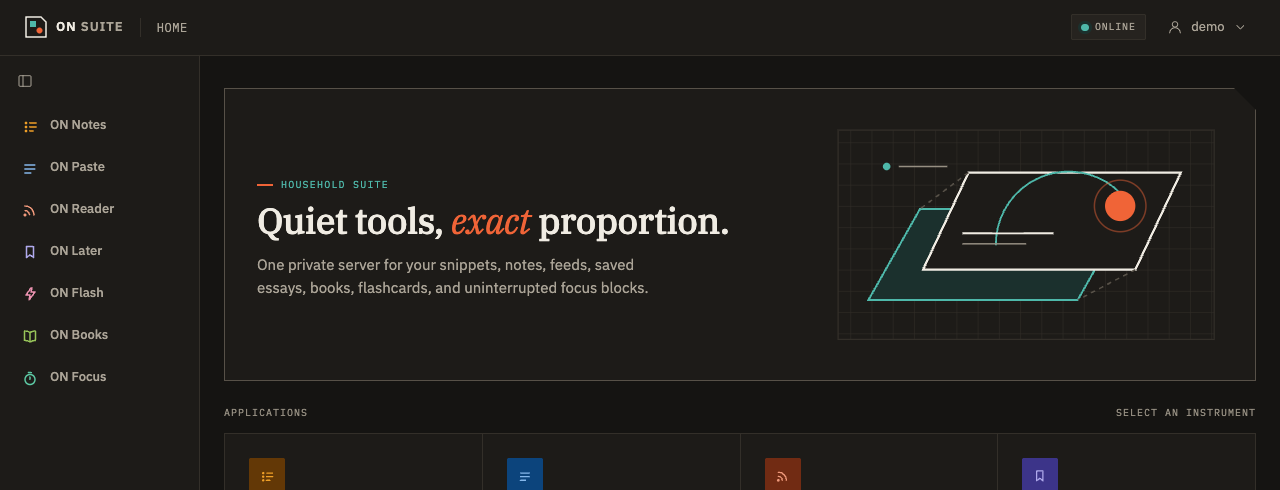 ON SUITE
HOME
ONLINE
demo
ON Notes
ON Paste
ON Reader
ON Later
ON Flash
ON Books
ON Focus
HOUSEHOLD SUITE
Quiet tools, exact proportion.
One private server for your snippets, notes, feeds, saved
essays, books, flashcards, and uninterrupted focus blocks.
APPLICATIONS
SELECT AN INSTRUMENT